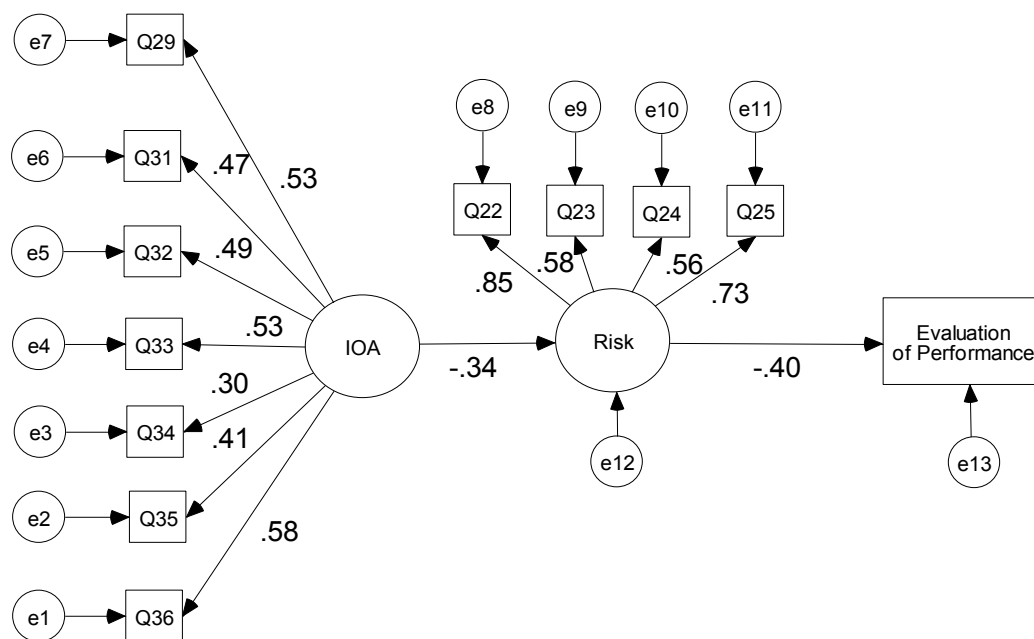 e7
Q29
e6
Q31
.47
.53
e5
Q32
.49
e4
Q33
.53
IOA
e3
Q34
.30
.41
e2
Q35
.58
e1
Q36
-.34
e8
e9
e10
e11
Q22
Q23
Q24
Q25
.85
.58
.56
.73
Risk
e12
-.40
Evaluation
of Performance
e13